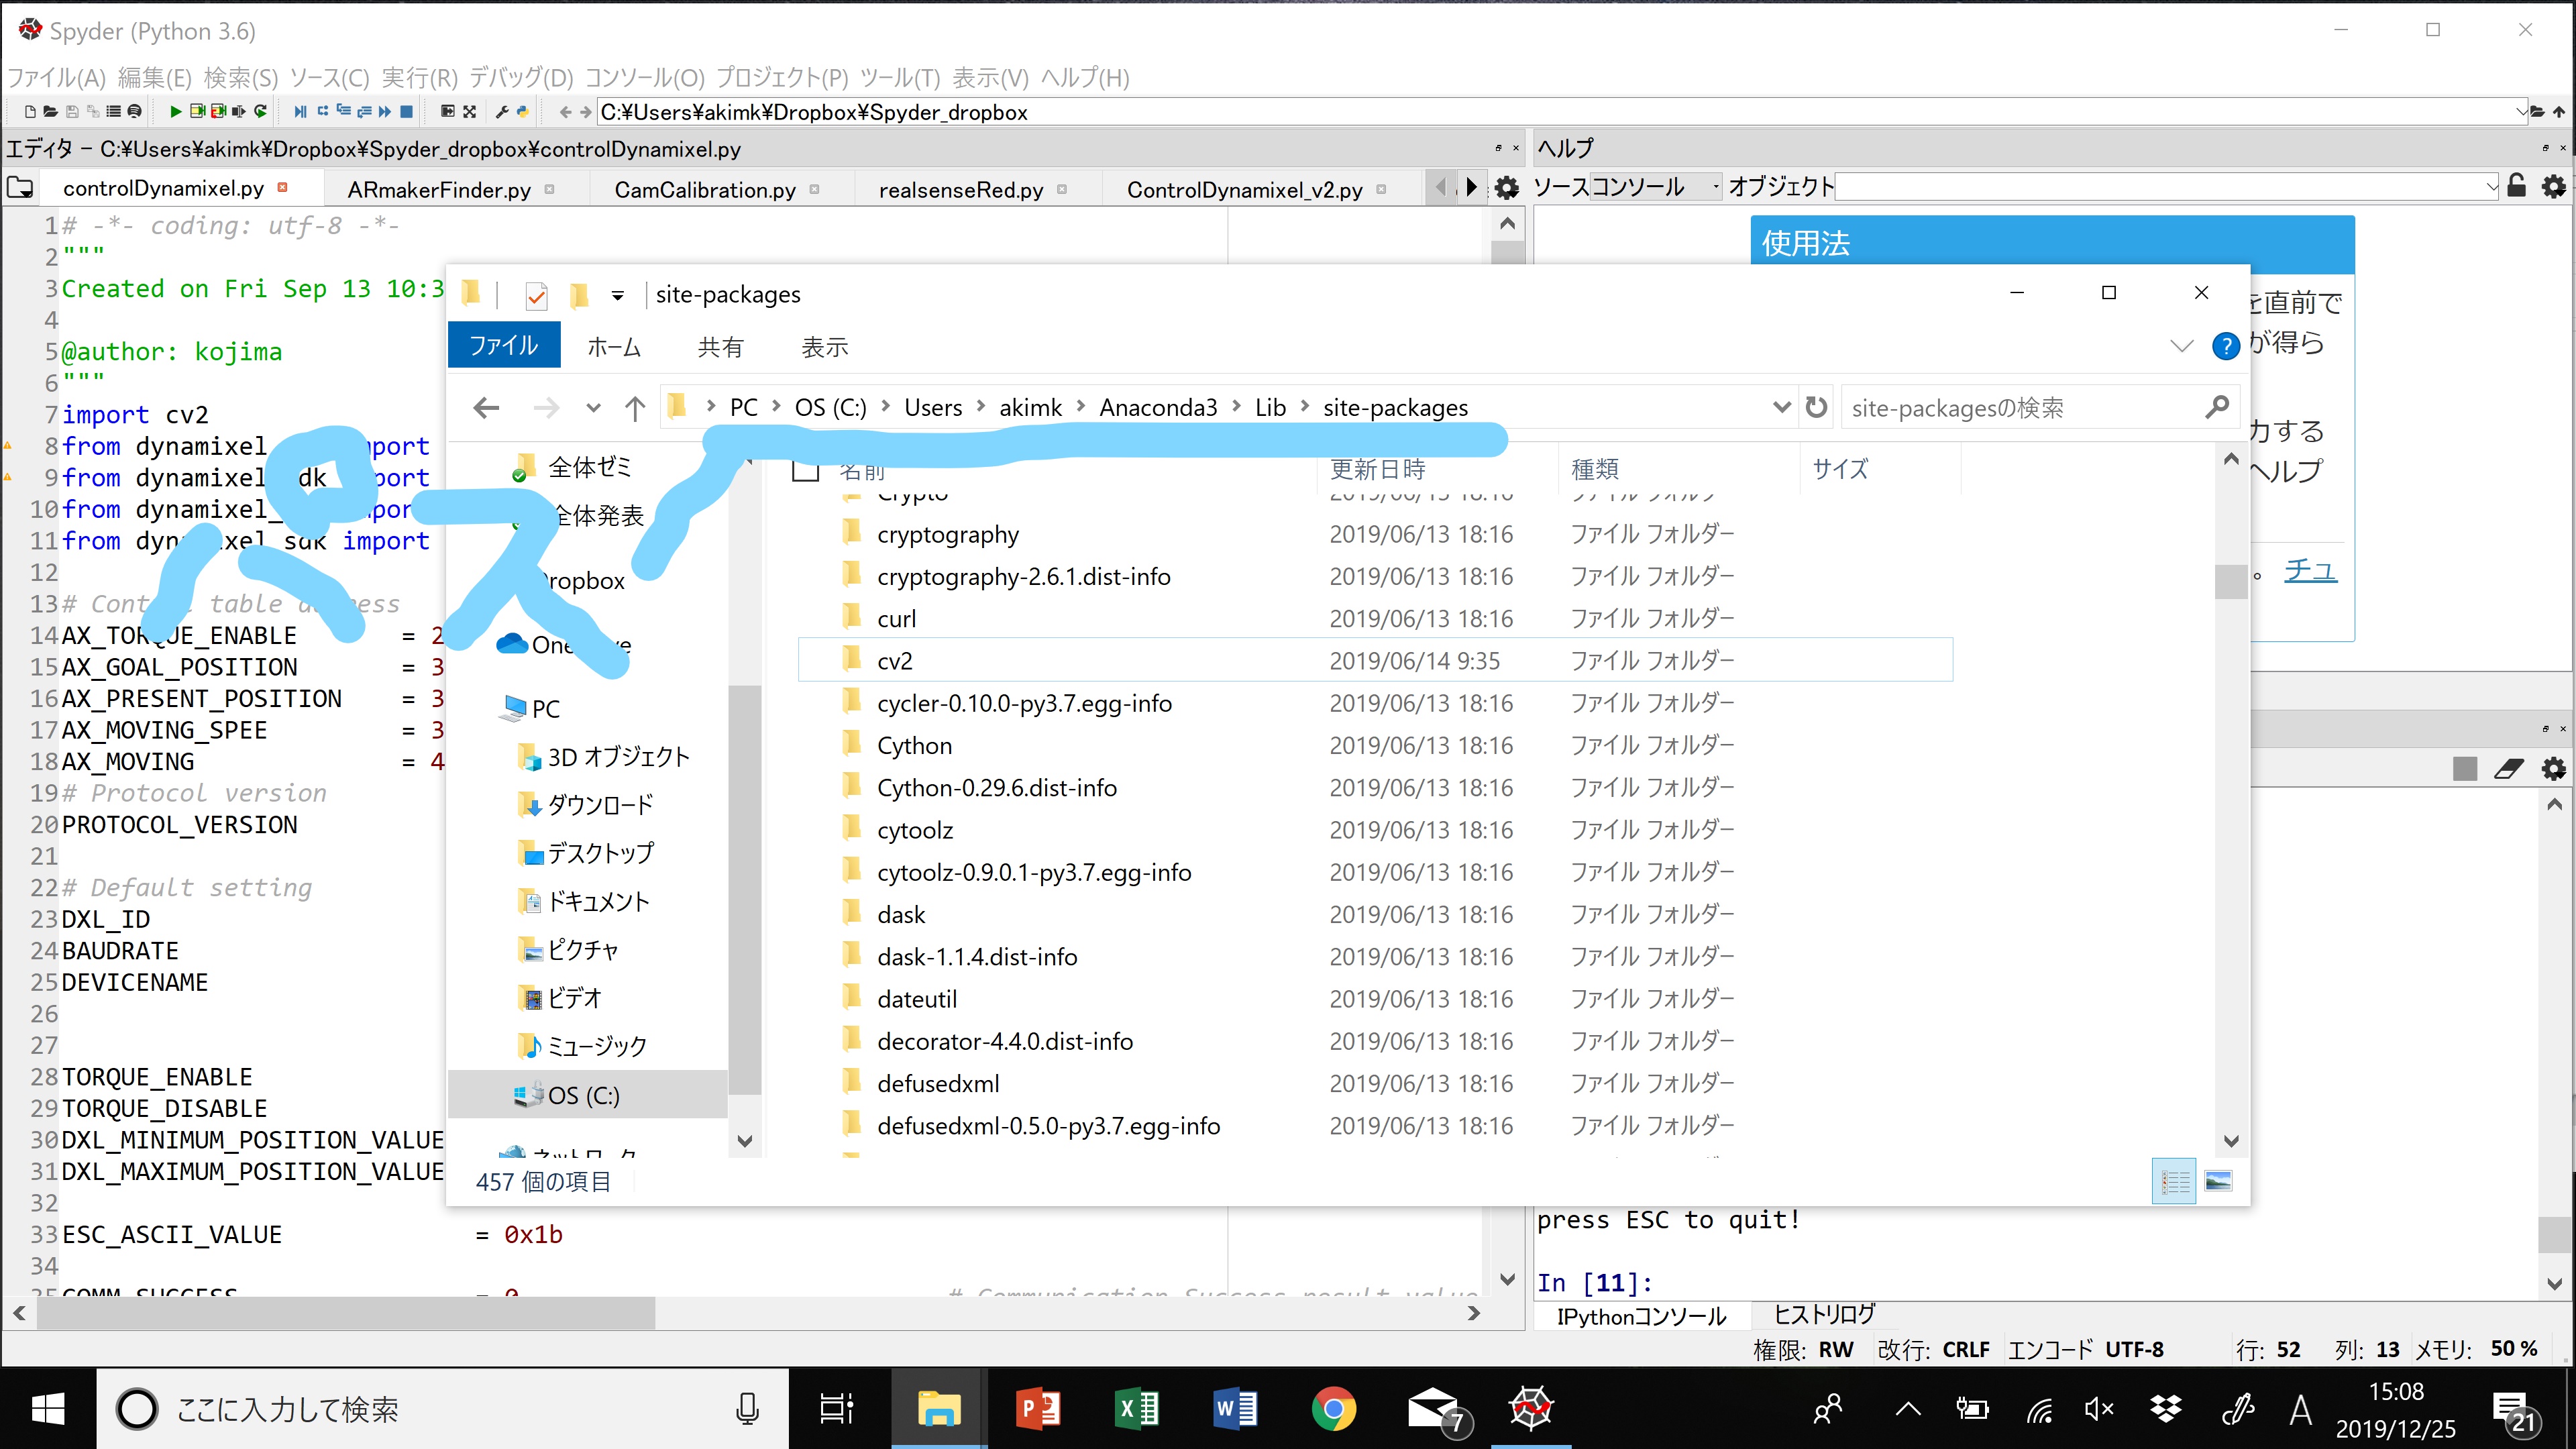 Spyder (Python 3.6)
ファイル(A) 編集(E) 検索(S) ソース(C) 実行(R) デバッグ(D) コンソール(O) プロジェクト(P) ツール(T) 表示(V) ヘルプ(H)
C:¥Users¥akimk¥Dropbox¥Spyder_dropbox
エディタ - C:¥Users¥akimk¥Dropbox¥Spyder_dropbox¥controlDynamixel.py
ヘルプ
controlDynamixel.py ARmakerFinder.py CamCalibration.py realsenseRed.py ControlDynamixel_v2.py
ソース コンソール オブジェクト
1 # -*- coding: utf-8 -*-
2 """
3 Created on Fri Sep 13 10:3
4
5 @author: kojima
6 """
7 import cv2
8 from dynamixel import
9 from dynamixel dk import
10 from dynamixel_ import
11 from dyn xel sdk import
12
13 # Cont table ess
14 AX_TORQUE_ENABLE = 2
15 AX_GOAL_POSITION = 3
16 AX_PRESENT_POSITION = 3
17 AX_MOVING_SPEE = 3
18 AX_MOVING = 4
19 # Protocol version
20 PROTOCOL_VERSION
21
22 # Default setting
23 DXL_ID
24 BAUDRATE
25 DEVICENAME
26
27
28 TORQUE_ENABLE
29 TORQUE_DISABLE
30 DXL_MINIMUM_POSITION_VALUE
31 DXL_MAXIMUM_POSITION_VALUE
32
33 ESC_ASCII_VALUE = 0x1b
34
35 COMM_SUCCESS = 0 # Communication Success result value
パス
使用法
を直前で
が得ら
力する
ヘルプ
。チュ
site-packages
ファイル ホーム 共有 表示
PC OS (C:) Users akimk Anaconda3 Lib site-packages
site-packagesの検索
全体ゼミ
全体発表
Dropbox
OneDrive
PC
3D オブジェクト
ダウンロード
デスクトップ
ドキュメント
ピクチャ
ビデオ
ミュージック
OS (C:)
ネットワーク
名前 更新日時 種類 サイズ
Crypto 2019/06/13 18:16 ファイル フォルダー
cryptography 2019/06/13 18:16 ファイル フォルダー
cryptography-2.6.1.dist-info 2019/06/13 18:16 ファイル フォルダー
curl 2019/06/13 18:16 ファイル フォルダー
cv2 2019/06/14 9:35 ファイル フォルダー
cycler-0.10.0-py3.7.egg-info 2019/06/13 18:16 ファイル フォルダー
Cython 2019/06/13 18:16 ファイル フォルダー
Cython-0.29.6.dist-info 2019/06/13 18:16 ファイル フォルダー
cytoolz 2019/06/13 18:16 ファイル フォルダー
cytoolz-0.9.0.1-py3.7.egg-info 2019/06/13 18:16 ファイル フォルダー
dask 2019/06/13 18:16 ファイル フォルダー
dask-1.1.4.dist-info 2019/06/13 18:16 ファイル フォルダー
dateutil 2019/06/13 18:16 ファイル フォルダー
decorator-4.4.0.dist-info 2019/06/13 18:16 ファイル フォルダー
defusedxml 2019/06/13 18:16 ファイル フォルダー
defusedxml-0.5.0-py3.7.egg-info 2019/06/13 18:16 ファイル フォルダー
457 個の項目
press ESC to quit!
In [11]:
IPythonコンソール ヒストリログ
権限: RW 改行: CRLF エンコード UTF-8 行: 52 列: 13 メモリ: 50 %
ここに入力して検索
7
A
15:08
2019/12/25
21